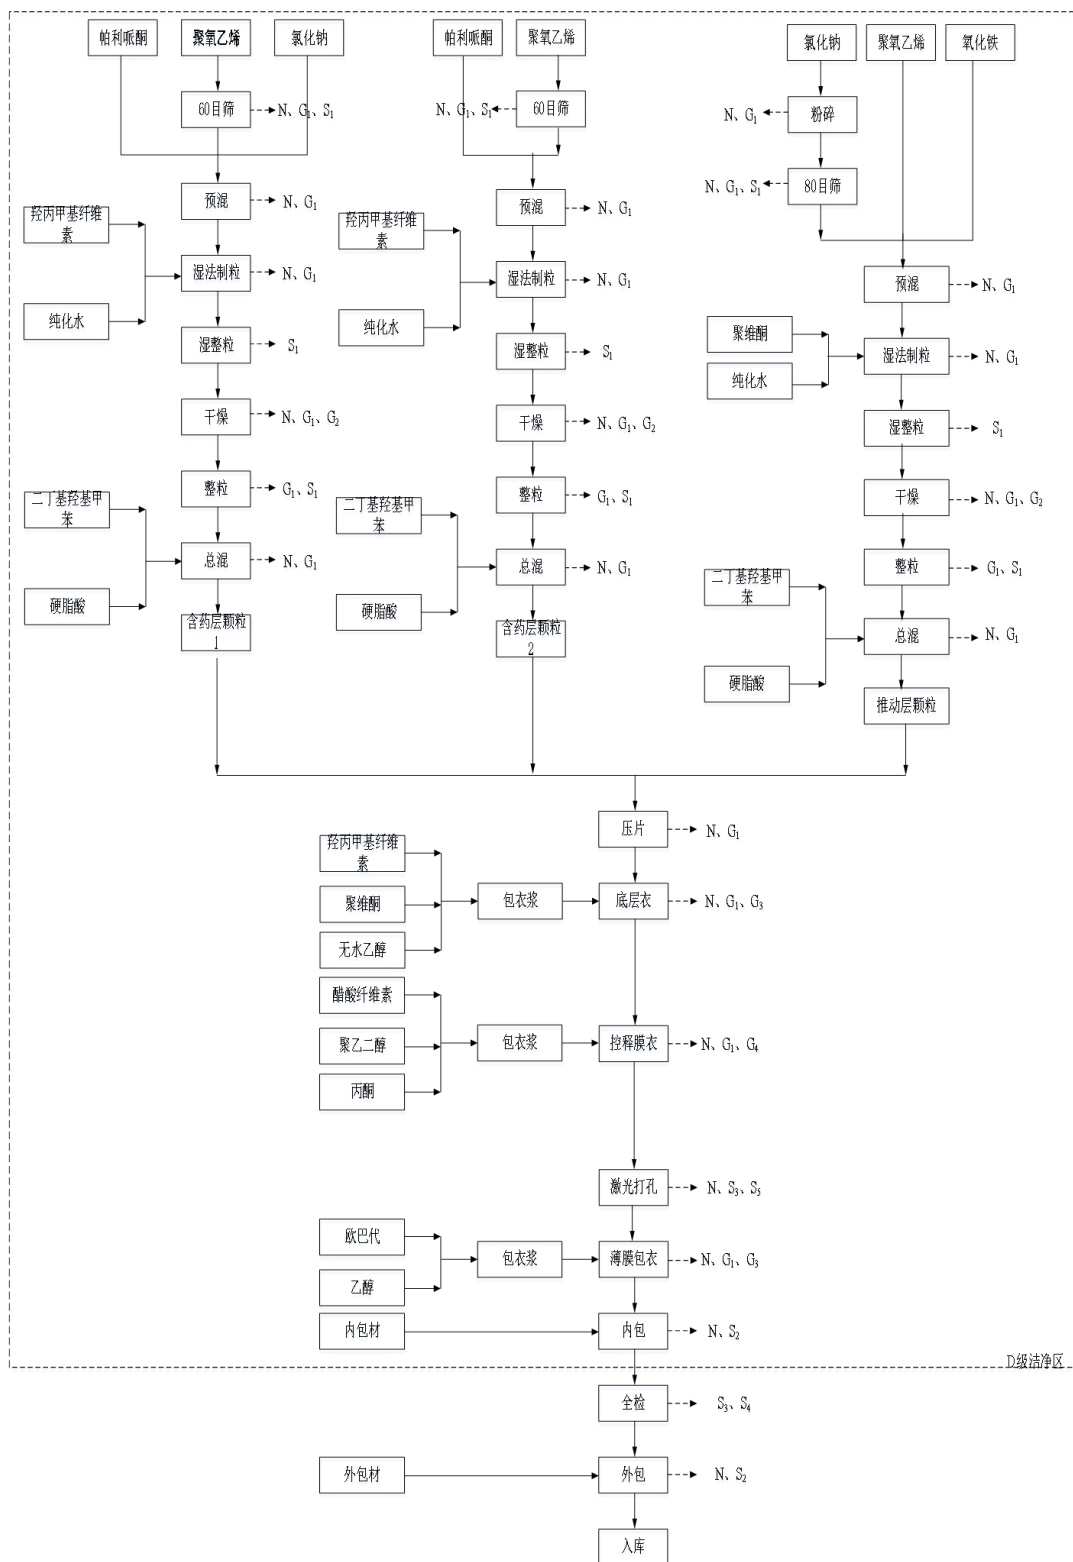 帕利哌酮
聚氧乙烯
氯化钠
60目筛
N、G₁、S₁
预混
N、G₁
羟丙甲基纤维
素
湿法制粒
N、G₁
纯化水
湿整粒
S₁
干燥
N、G₁、G₂
整粒
G₁、S₁
二丁基羟基甲
苯
总混
N、G₁
硬脂酸
含药层颗粒
1
帕利哌酮
聚氧乙烯
N、G₁、S₁
60目筛
预混
N、G₁
羟丙甲基纤维
素
湿法制粒
N、G₁
纯化水
湿整粒
S₁
干燥
N、G₁、G₂
整粒
G₁、S₁
二丁基羟基甲
苯
总混
N、G₁
硬脂酸
含药层颗粒
2
氯化钠
聚氧乙烯
氧化铁
N、G₁
粉碎
N、G₁、S₁
80目筛
预混
N、G₁
聚维酮
湿法制粒
N、G₁
纯化水
湿整粒
S₁
干燥
N、G₁、G₂
整粒
G₁、S₁
二丁基羟基甲
苯
总混
N、G₁
硬脂酸
推动层颗粒
压片
N、G₁
羟丙甲基纤维
素
聚维酮
包衣浆
底层衣
N、G₁、G₃
无水乙醇
醋酸纤维素
聚乙二醇
包衣浆
控释膜衣
N、G₁、G₄
丙酮
激光打孔
N、S₃、S₅
欧巴代
包衣浆
薄膜包衣
N、G₁、G₃
乙醇
内包材
内包
N、S₂
D级洁净区
全检
S₃、S₄
外包材
外包
N、S₂
入库